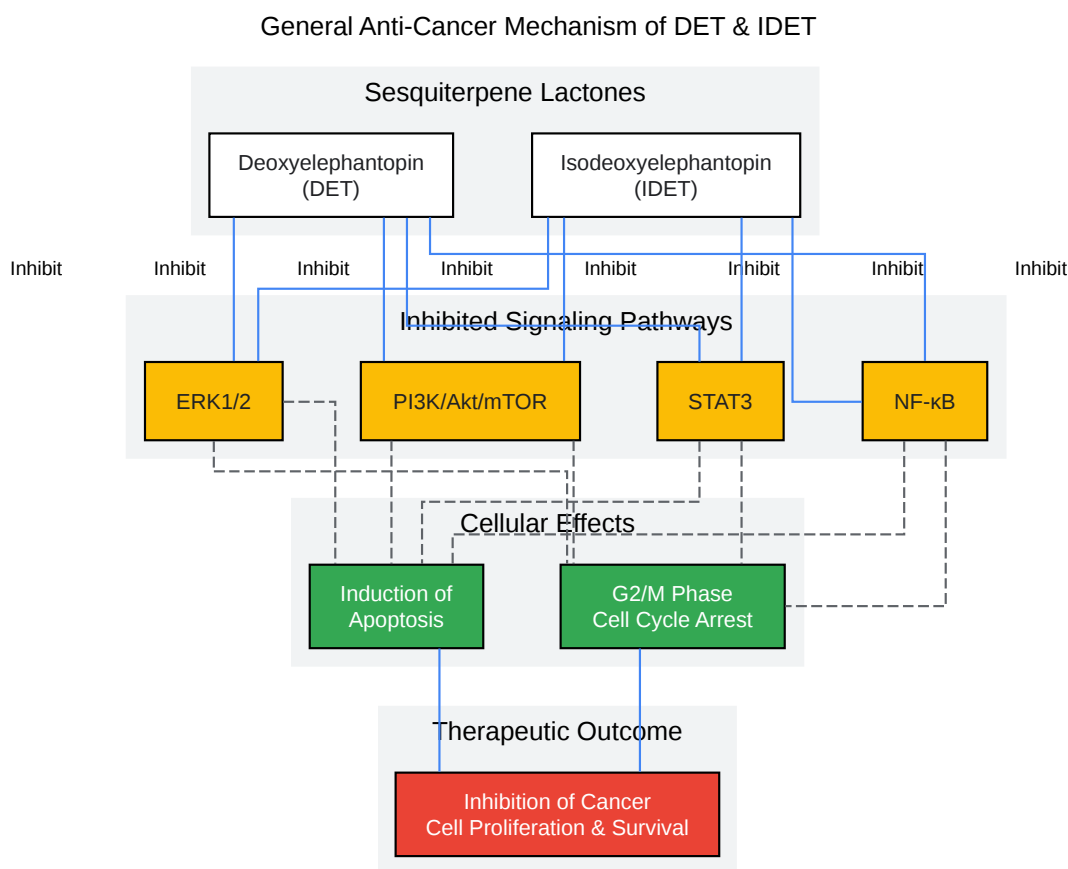 General Anti-Cancer Mechanism of DET & IDET
Sesquiterpene Lactones
Deoxyelephantopin
(DET)
Isodeoxyelephantopin
(IDET)
Inhibit
Inhibit
Inhibit
Inhibit
Inhibit
Inhibit
Inhibit
Inhibit
Inhibited Signaling Pathways
ERK1/2
PI3K/Akt/mTOR
STAT3
NF-κB
Cellular Effects
Induction of
Apoptosis
G2/M Phase
Cell Cycle Arrest
Therapeutic Outcome
Inhibition of Cancer
Cell Proliferation & Survival